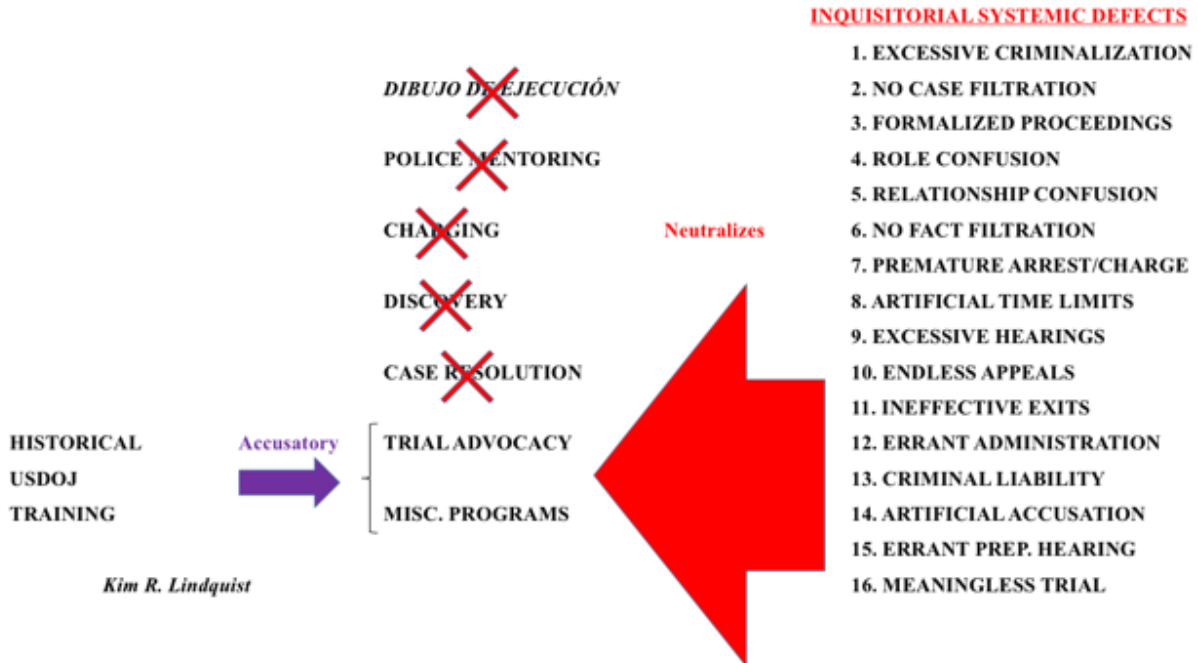 INQUISITORIAL SYSTEMIC DEFECTS
1. EXCESSIVE CRIMINALIZATION
2. NO CASE FILTRATION
3. FORMALIZED PROCEEDINGS
4. ROLE CONFUSION
5. RELATIONSHIP CONFUSION
6. NO FACT FILTRATION
7. PREMATURE ARREST/CHARGE
8. ARTIFICIAL TIME LIMITS
9. EXCESSIVE HEARINGS
10. ENDLESS APPEALS
11. INEFFECTIVE EXITS
12. ERRANT ADMINISTRATION
13. CRIMINAL LIABILITY
14. ARTIFICIAL ACCUSATION
15. ERRANT PREP. HEARING
16. MEANINGLESS TRIAL
DIBUJO DE EJECUCIÓN
POLICE MENTORING
CHARGING
DISCOVERY
CASE RESOLUTION
TRIAL ADVOCACY
MISC. PROGRAMS
Neutralizes
HISTORICAL
USDOJ
TRAINING
Accusatory
Kim R. Lindquist